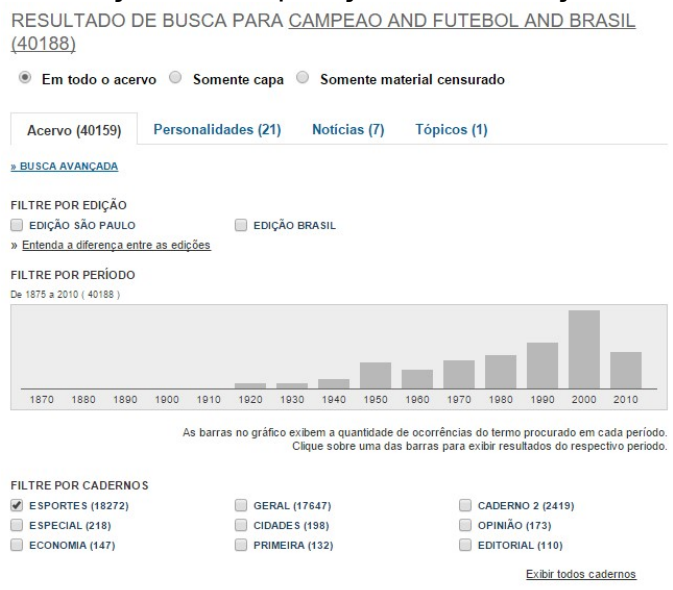 RESULTADO DE BUSCA PARA CAMPEAO AND FUTEBOL AND BRASIL
(40188)
Em todo o acervo Somente capa Somente material censurado
Acervo (40159) Personalidades (21) Notícias (7) Tópicos (1)
» BUSCA AVANÇADA
FILTRE POR EDIÇÃO
EDIÇÃO SÃO PAULO EDIÇÃO BRASIL
» Entenda a diferença entre as edições
FILTRE POR PERÍODO
De 1875 a 2010 ( 40188 )
1870 1880 1890 1900 1910 1920 1930 1940 1950 1960 1970 1980 1990 2000 2010
As barras no gráfico exibem a quantidade de ocorrências do termo procurado em cada período.
Clique sobre uma das barras para exibir resultados do respectivo periodo.
FILTRE POR CADERNOS
ESPORTES (18272) GERAL (17647) CADERNO 2 (2419)
ESPECIAL (218) CIDADES (198) OPINIÃO (173)
ECONOMIA (147) PRIMEIRA (132) EDITORIAL (110)
Exibir todos cadernos